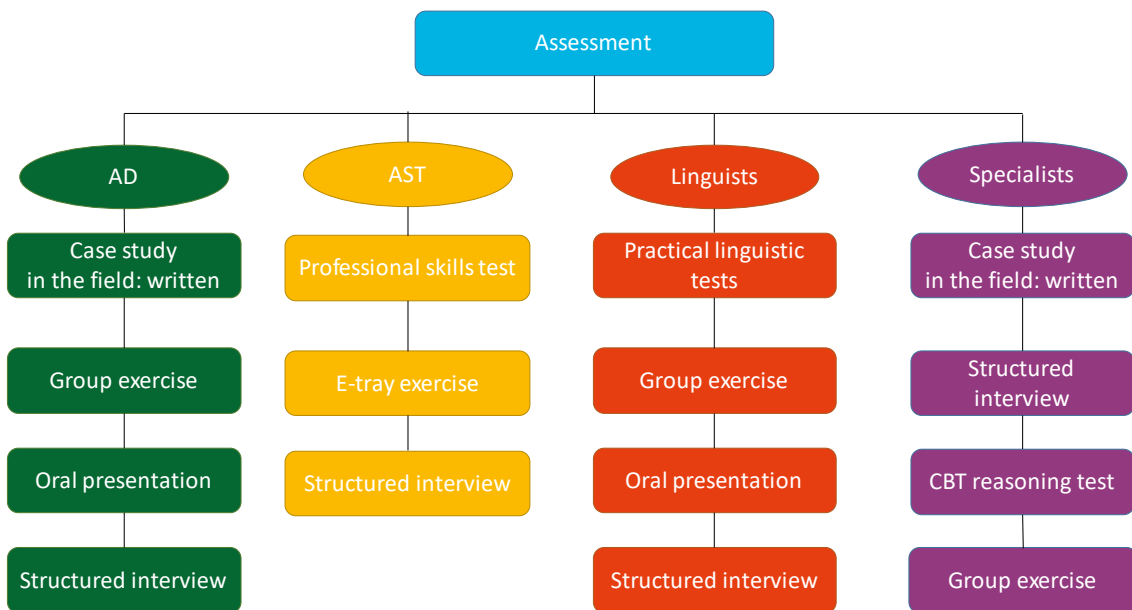 Assessment
AD
AST
Linguists
Specialists
Case study
in the field: written
Professional skills test
Practical linguistic
tests
Case study
in the field: written
Group exercise
E-tray exercise
Group exercise
Structured
interview
Oral presentation
Structured interview
Oral presentation
CBT reasoning test
Structured interview
Structured interview
Group exercise